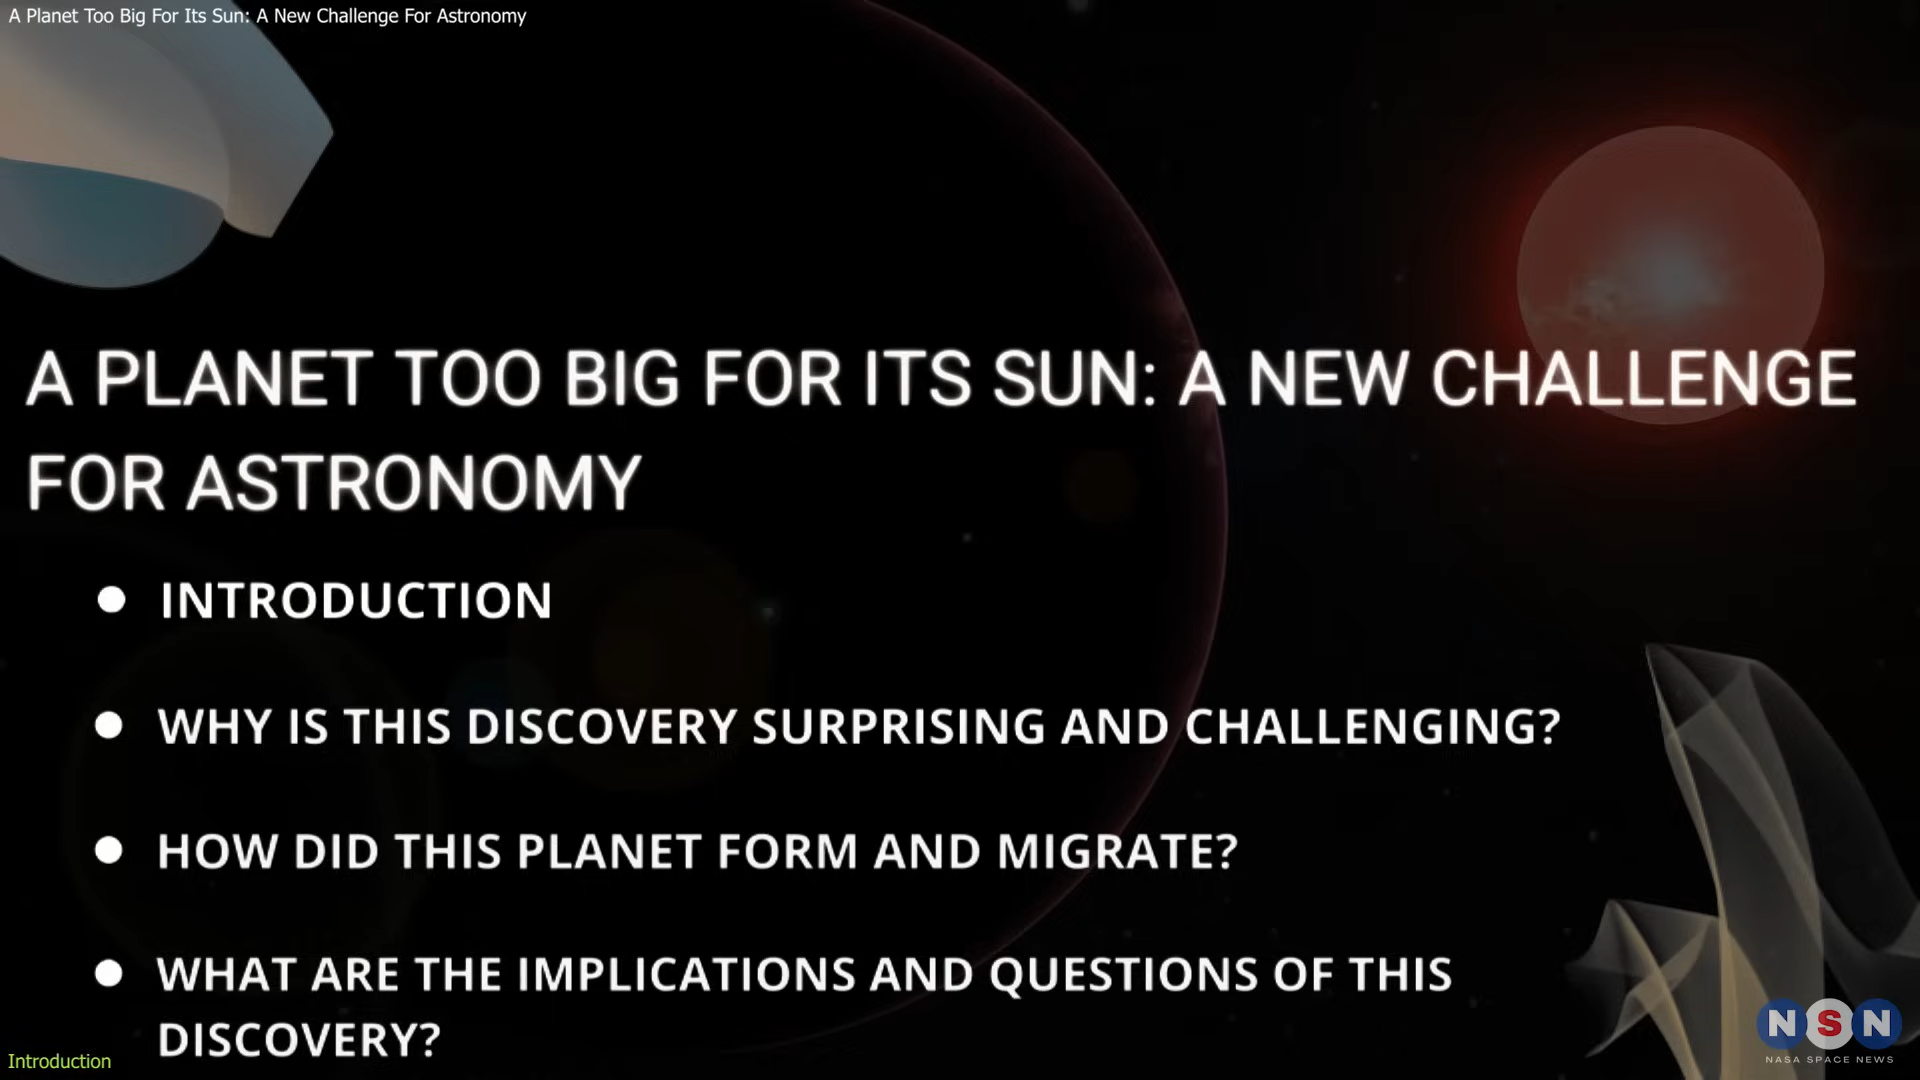 A Planet Too Big For Its Sun: A New Challenge For Astronomy
A PLANET TOO BIG FOR ITS SUN: A NEW CHALLENGE
FOR ASTRONOMY
● INTRODUCTION
● WHY IS THIS DISCOVERY SURPRISING AND CHALLENGING?
● HOW DID THIS PLANET FORM AND MIGRATE?
● WHAT ARE THE IMPLICATIONS AND QUESTIONS OF THIS
DISCOVERY?
Introduction
NSN
NASA SPACE NEWS